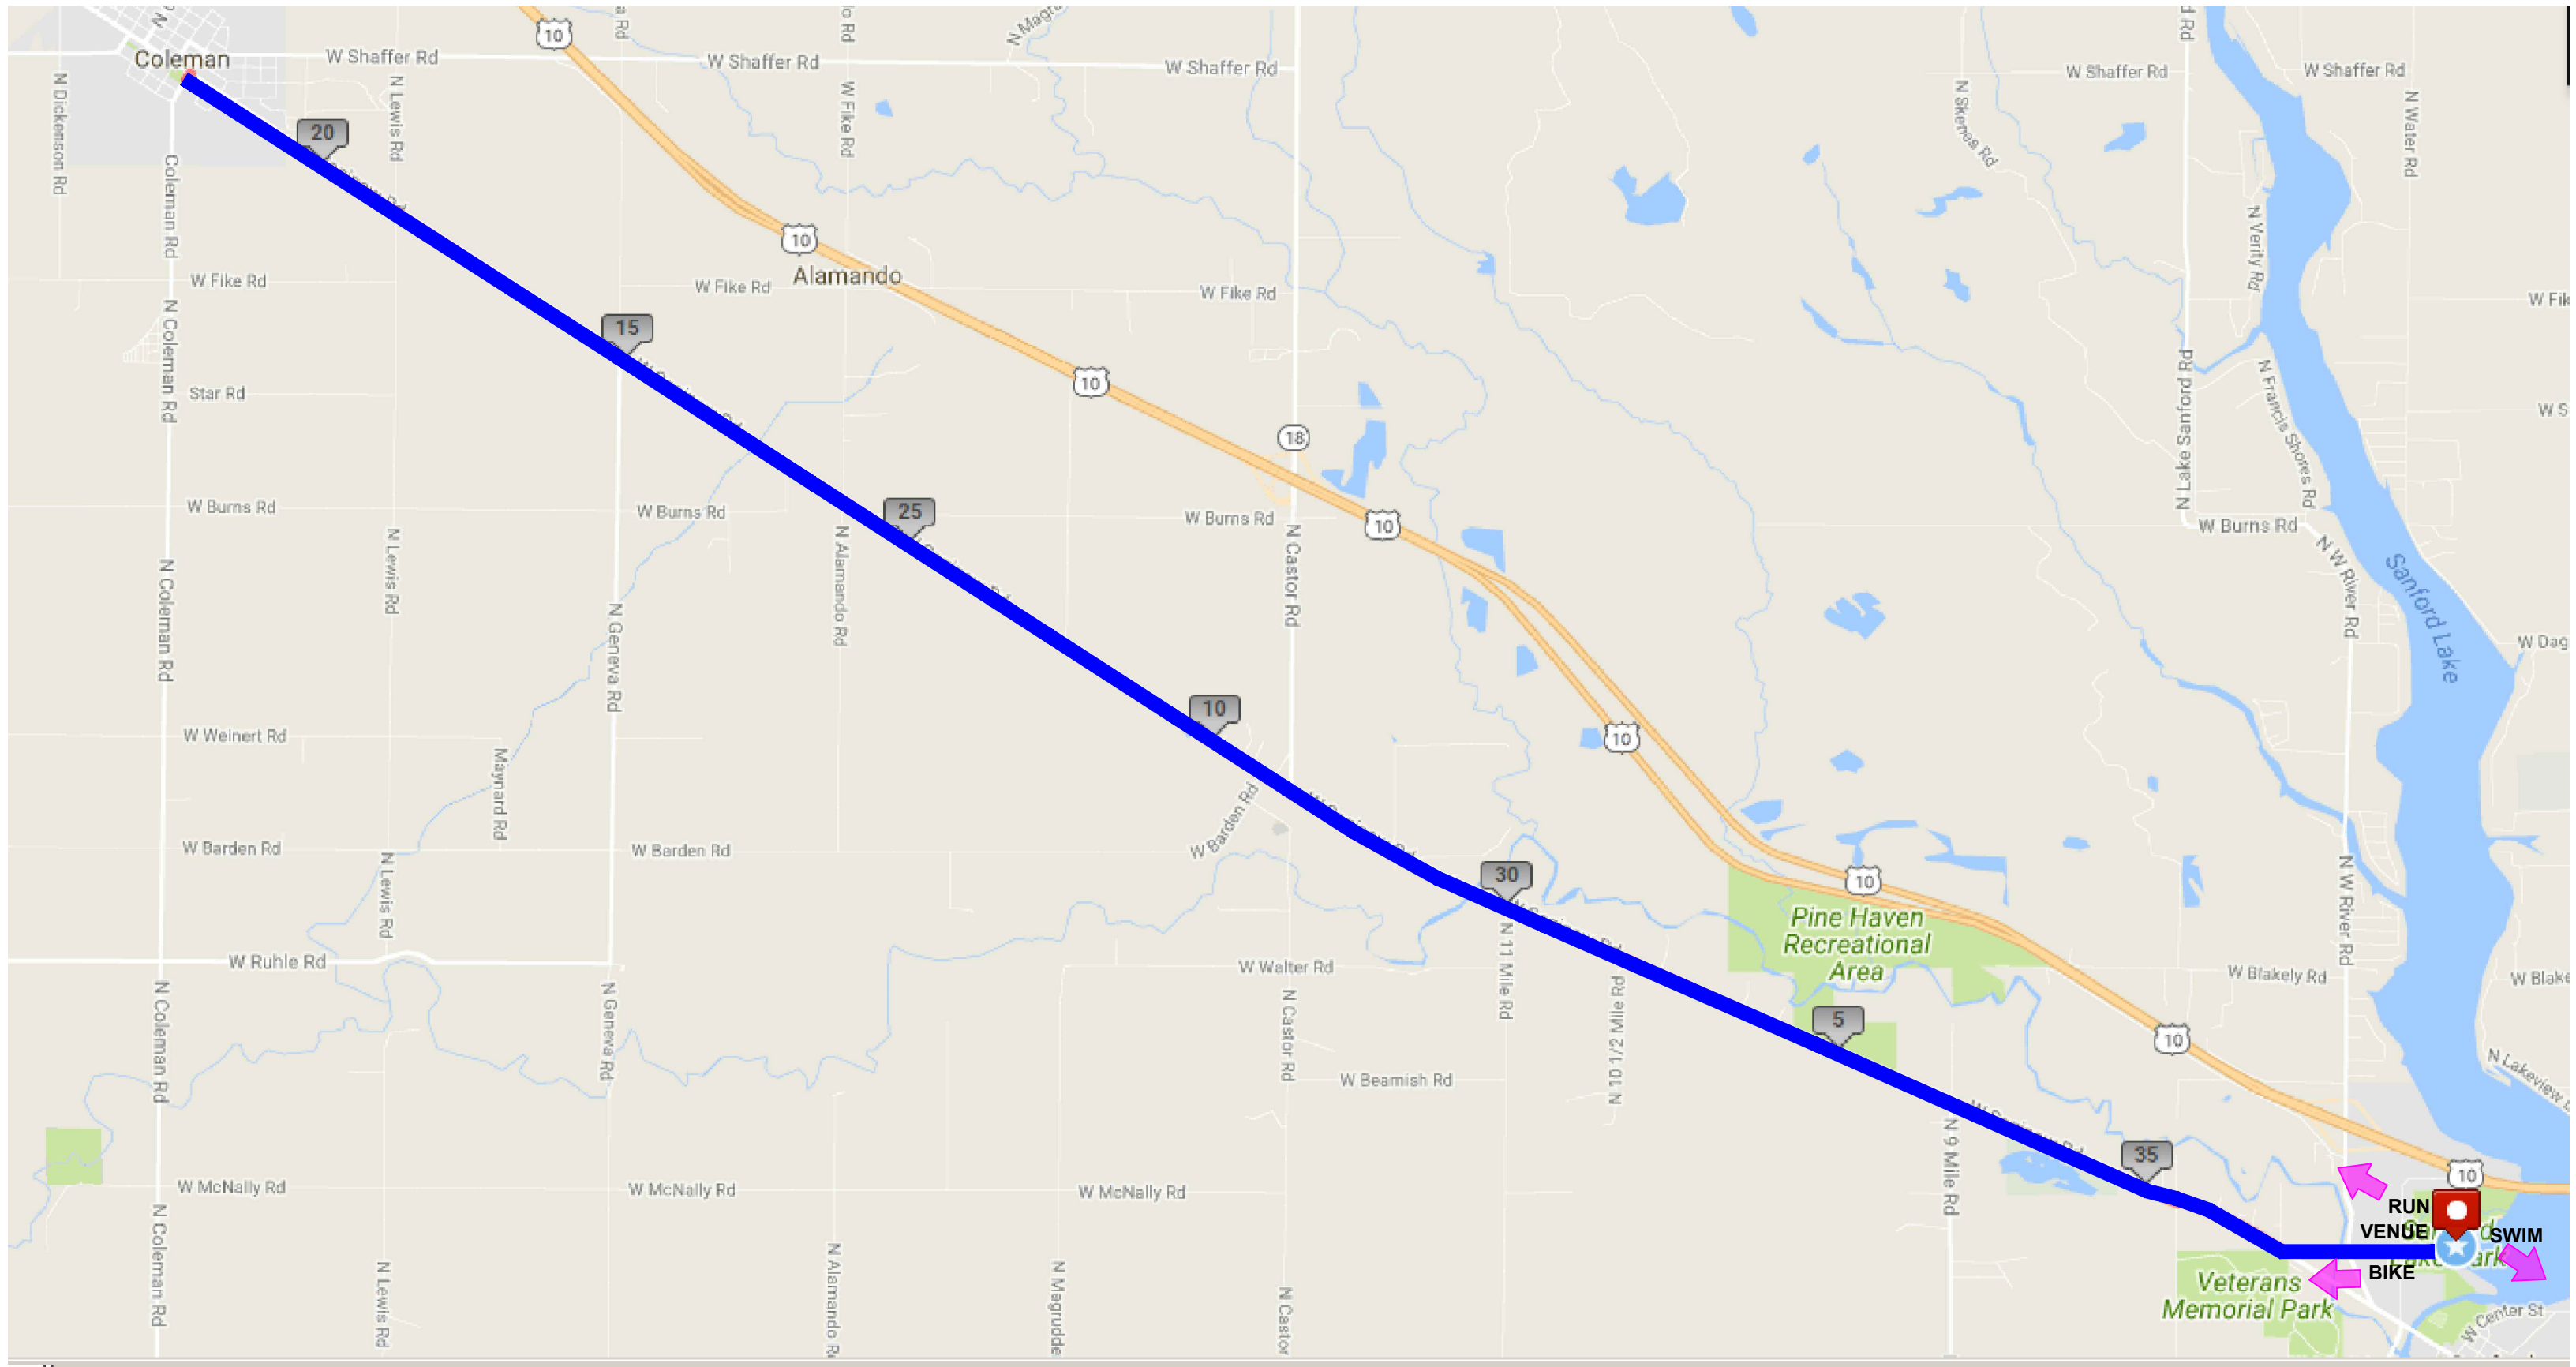 Coleman
W Shaffer Rd
W Shaffer Rd
W Shaffer Rd
W Shaffer Rd
W Shaffer Rd
10
N Dickenson Rd
N Lewis Rd
W Fike Rd
N Skenes Rd
N Water Rd
20
Coleman Rd
N Verity Rd
10
Alamando
W Fike Rd
W Fike Rd
W Fike Rd
N Coleman Rd
15
10
Star Rd
N Lake Sanford Rd
N Francis Shores Rd
18
W Burns Rd
W Burns Rd
25
W Burns Rd
10
W Burns Rd
N Lewis Rd
N Alamando Rd
N Castor Rd
N W River Rd
Sanford Lake
N Coleman Rd
N Geneva Rd
10
10
W Weinert Rd
Maynard Rd
W Barden Rd
W Barden Rd
W Barden Rd
N Lewis Rd
30
10
Pine Haven
Recreational
Area
N W River Rd
W Ruhle Rd
W Walter Rd
N 11 Mile Rd
N 10 1/2 Mile Rd
W Blakely Rd
N Coleman Rd
N Geneva Rd
N Castor Rd
5
10
W Beamish Rd
N Lakeview
N 9 Mile Rd
35
10
W McNally Rd
W McNally Rd
W McNally Rd
RUN
VENUE
SWIM
BIKE
N Coleman Rd
N Lewis Rd
N Alamando
N Castor
Veterans
Memorial Park
W Center St